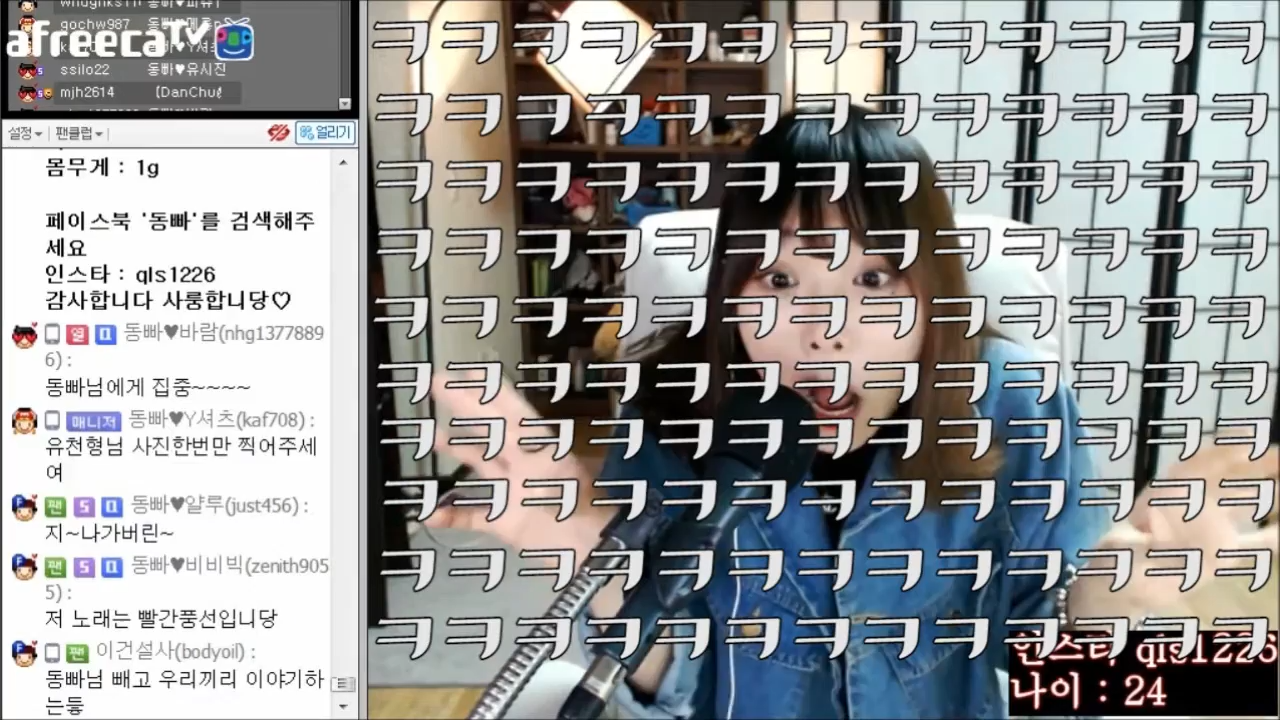 afreecaTV
gochw987
ssilo22 동빠♥유시진
mjh2614 (DanChu
설정 팬클럽 얼리기
몸무게 : 1g
페이스북 '동빠'를 검색해주
세요
인스타 : qls1226
감사합니다 사룽합니당♡
열 동빠♥바람(nhg1377889
6) :
동빠님에게 집중~~~~
매니저 동빠♥Y셔츠(kaf708) :
유천형님 사진한번만 찍어주세
여
팬 S 동빠♥얄루(just456) :
지~나가버린~
팬 S 동빠♥비비빅(zenith905
5) :
저 노래는 빨간풍선입니당
팬 이건설사(bodyoil) :
동빠님 빼고 우리끼리 이야기하
는듛
ㅋㅋㅋㅋㅋㅋㅋㅋㅋㅋㅋㅋㅋ
ㅋㅋㅋㅋㅋㅋㅋㅋㅋㅋㅋㅋㅋ
ㅋㅋㅋㅋㅋㅋㅋㅋㅋㅋㅋㅋㅋ
ㅋㅋㅋㅋㅋㅋㅋㅋㅋㅋㅋㅋㅋ
ㅋㅋㅋㅋㅋㅋㅋㅋㅋㅋㅋㅋㅋ
ㅋㅋㅋㅋㅋㅋㅋㅋㅋㅋㅋㅋㅋ
ㅋㅋㅋㅋㅋㅋㅋㅋㅋㅋㅋㅋㅋ
ㅋㅋㅋㅋㅋㅋㅋㅋㅋㅋㅋㅋㅋ
ㅋㅋㅋㅋㅋㅋㅋㅋㅋㅋㅋㅋㅋ
ㅋㅋㅋㅋㅋㅋㅋㅋㅋㅋㅋㅋㅋ
인스타 qls1226
나이 : 24